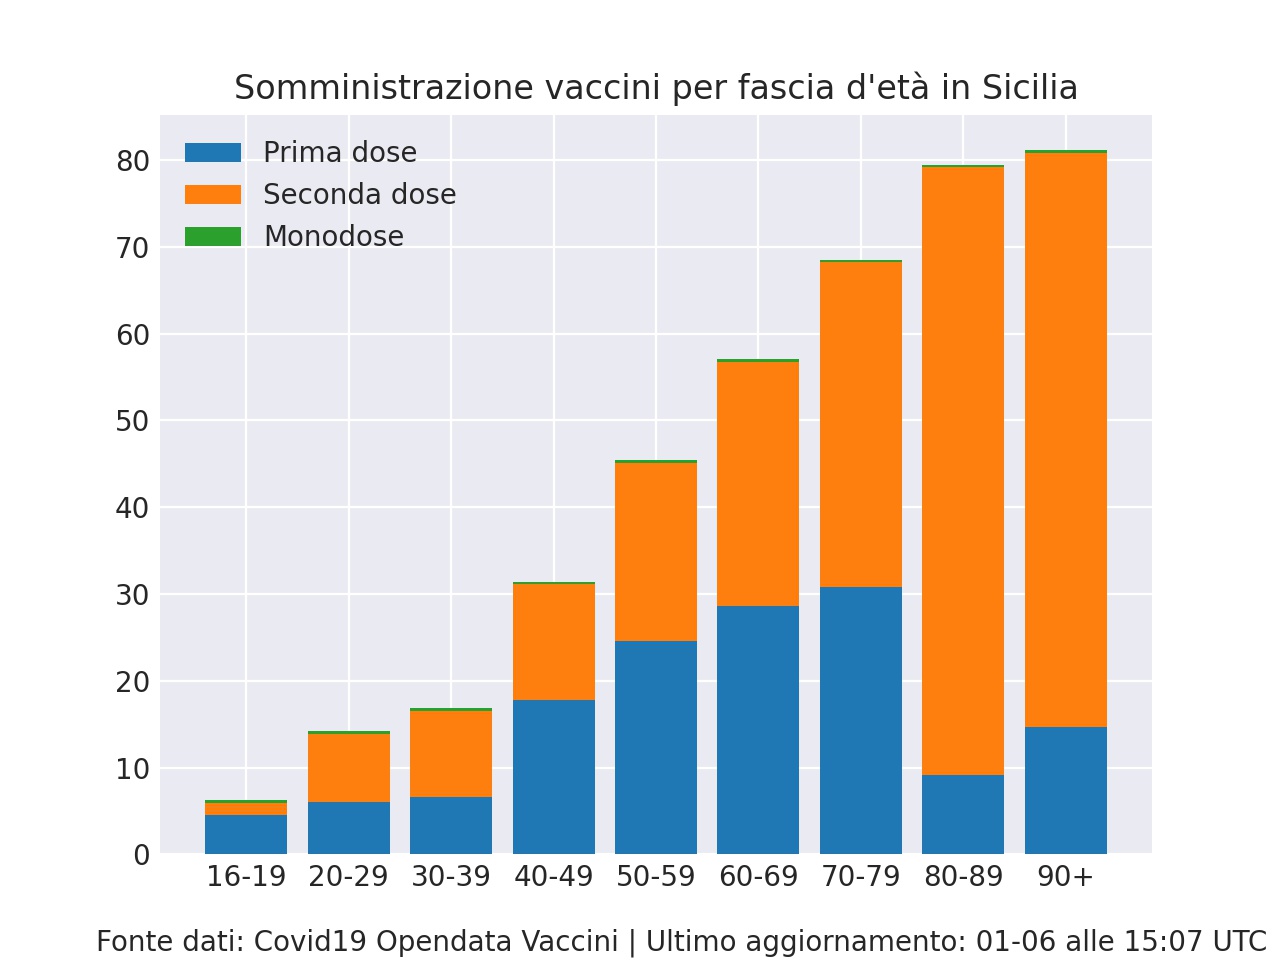 Somministrazione vaccini per fascia d'età in Sicilia
Prima dose
Seconda dose
Monodose
80
70
60
50
40
30
20
10
0
16-19 20-29 30-39 40-49 50-59 60-69 70-79 80-89 90+
Fonte dati: Covid19 Opendata Vaccini | Ultimo aggiornamento: 01-06 alle 15:07 UTC